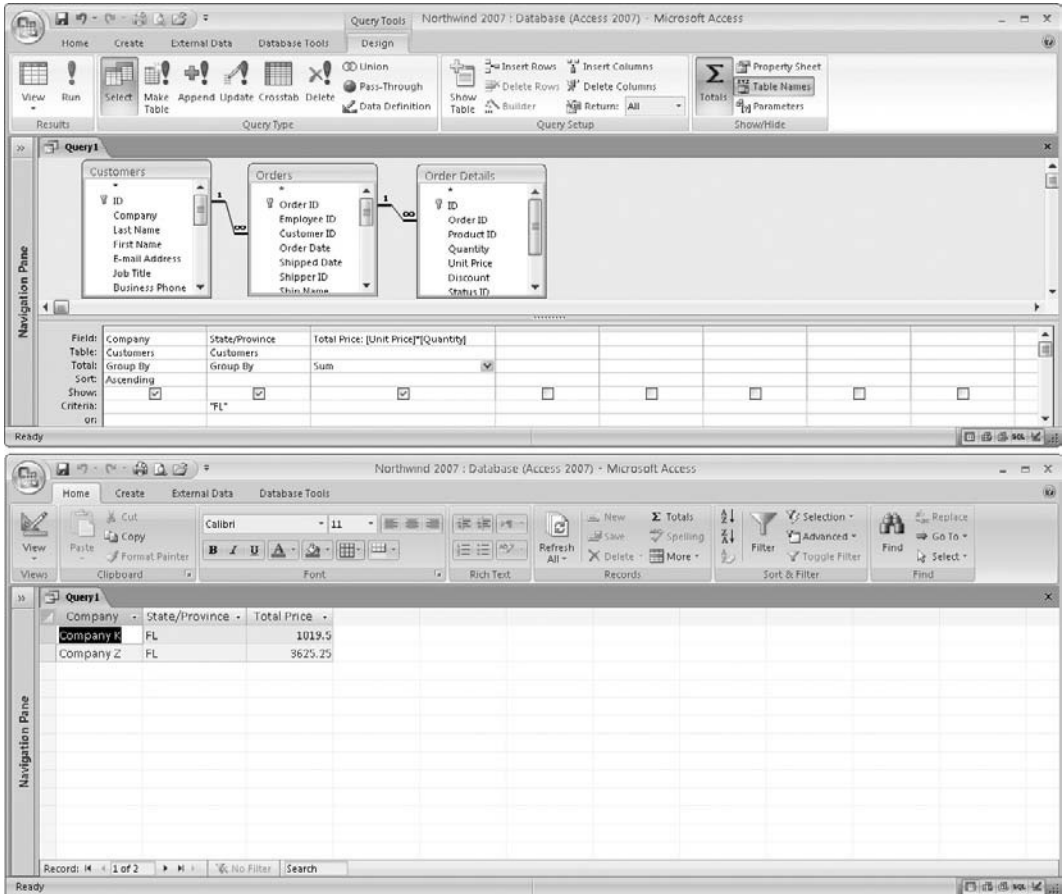 Query Tools Northwind 2007 : Database (Access 2007) - Microsoft Access
Home Create External Data Database Tools Design
View Run Select Make Table Append Update Crosstab Delete
Union
Pass-Through
Data Definition
Show Table
Insert Rows Insert Columns
Delete Rows Delete Columns
Builder Return: All
Totals
Property Sheet
Table Names
Parameters
Results Query Type Query Setup Show/Hide
Query1
Navigation Pane
Customers
*
ID
Company
Last Name
First Name
E-mail Address
Job Title
Business Phone
1
∞
Orders
*
Order ID
Employee ID
Customer ID
Order Date
Shipped Date
Shipper ID
Ship Name
1
∞
Order Details
*
ID
Order ID
Product ID
Quantity
Unit Price
Discount
Status ID
Field: Company State/Province Total Price: [Unit Price]*[Quantity]
Table: Customers Customers
Total: Group By Group By Sum
Sort: Ascending
Show:
Criteria: "FL"
or:
Ready SQL
Northwind 2007 : Database (Access 2007) - Microsoft Access
Home Create External Data Database Tools
View
Paste
Cut
Copy
Format Painter
Calibri 11
B I U A
Refresh All
New Totals
Save Spelling
Delete More
Filter
Selection
Advanced
Toggle Filter
Find
Replace
Go To
Select
Views Clipboard Font Rich Text Records Sort & Filter Find
Query1
Navigation Pane
Company State/Province Total Price
Company K FL 1019.5
Company Z FL 3625.25
Record: 1 of 2 No Filter Search
Ready SQL